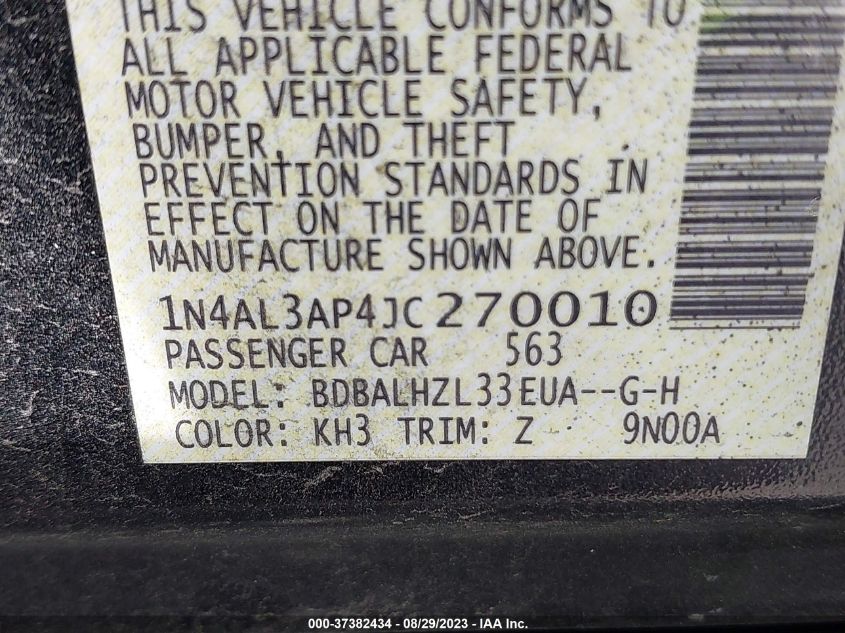 THIS VEHICLE CONFORMS TO
ALL APPLICABLE FEDERAL
MOTOR VEHICLE SAFETY,
BUMPER, AND THEFT
PREVENTION STANDARDS IN
EFFECT ON THE DATE OF
MANUFACTURE SHOWN ABOVE.
1N4AL3AP4JC270010
PASSENGER CAR 563
MODEL: BDBALHZL33EUA--G-H
COLOR: KH3 TRIM: Z 9N00A
000-37382434 - 08/29/2023 - IAA Inc.